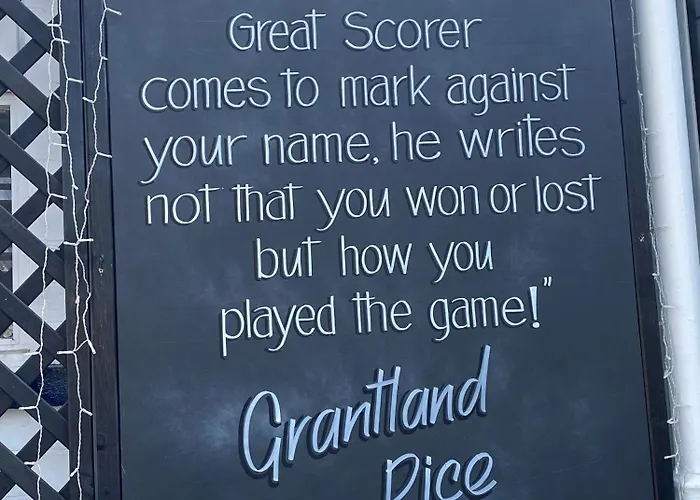 Great Scorer
comes to mark against
your name, he writes
not that you won or lost
but how you
played the game!"
Grantland
Rice